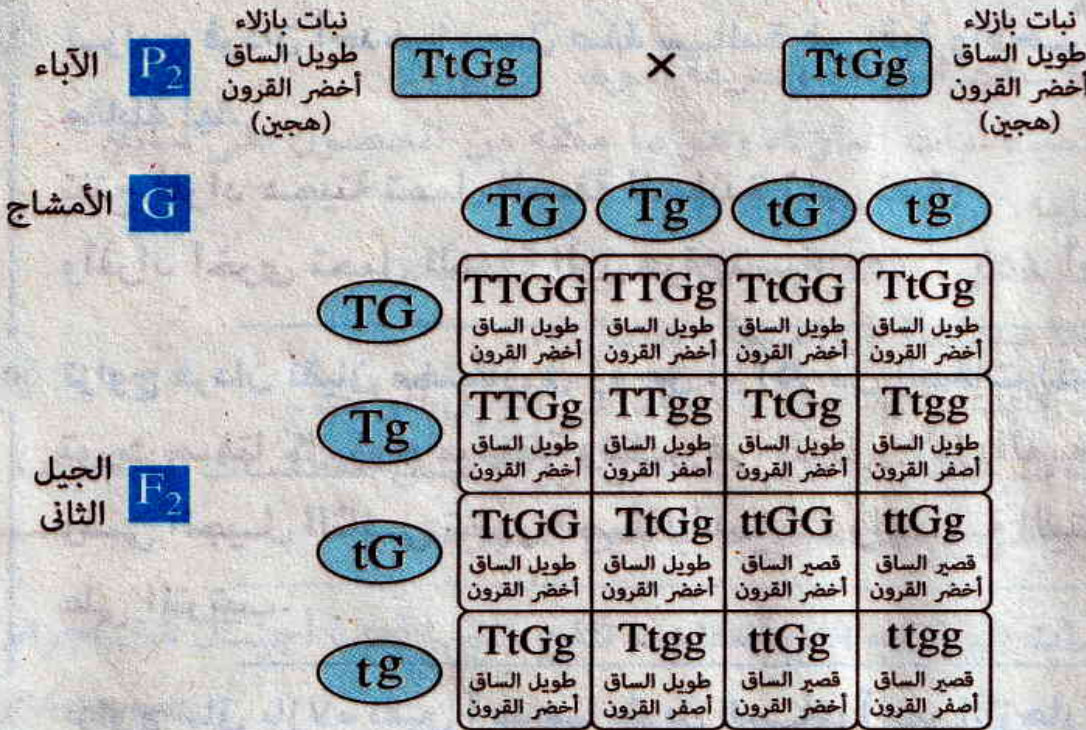 نبات بازلاء
طويل الساق
أخضر القرون
(هجين)
TtGg
×
TtGg
نبات بازلاء
طويل الساق
أخضر القرون
(هجين)
P2 الآباء
G الأمشاج
TG Tg tG tg
TG
TTGG TTGg TtGG TtGg
طويل الساق طويل الساق طويل الساق طويل الساق
أخضر القرون أخضر القرون أخضر القرون أخضر القرون
Tg
TTGg TTgg TtGg Ttgg
طويل الساق طويل الساق طويل الساق طويل الساق
أخضر القرون أصفر القرون أخضر القرون أصفر القرون
F2 الجيل
الثانى
tG
TtGG TtGg ttGG ttGg
طويل الساق طويل الساق قصير الساق قصير الساق
أخضر القرون أخضر القرون أخضر القرون أخضر القرون
tg
TtGg Ttgg ttGg ttgg
طويل الساق طويل الساق قصير الساق قصير الساق
أخضر القرون أصفر القرون أخضر القرون أصفر القرون